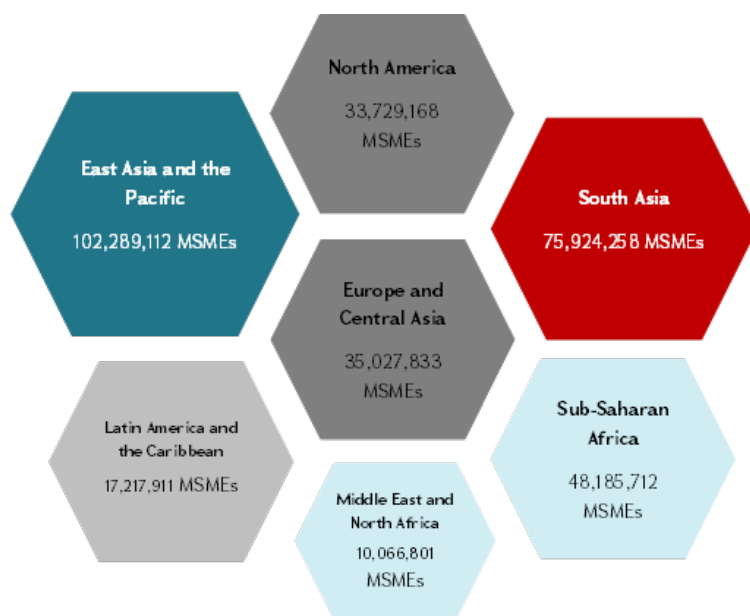 North America
33,729,168
MSMEs
East Asia and the
Pacific
102,289,112 MSMEs
South Asia
75,924,258 MSMEs
Europe and
Central Asia
35,027,833
MSMEs
Latin America and
the Caribbean
17,217,911 MSMEs
Sub-Saharan
Africa
48,185,712
MSMEs
Middle East and
North Africa
10,066,801
MSMEs